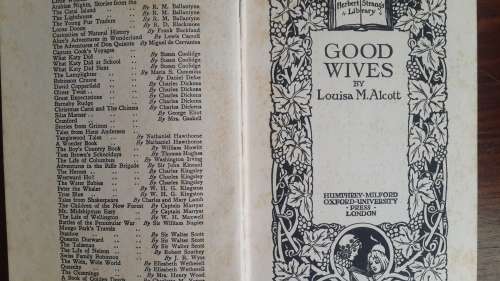 Arabian Nights, Stories from the
The Coral Island .. By R. M. Ballantyne
The Lighthouse .. By R. M. Ballantyne
The Young Fur Traders .. By R. M. Ballantyne
Lorna Doone .. By R. D. Blackmore
Curiosities of Natural History By Frank Buckland
Alice's Adventures in Wonderland By Lewis Carroll
The Adventures of Don Quixote By Miguel de Cervantes
Captain Cook's Voyages
What Katy Did .. By Susan Coolidge
What Katy Did at School By Susan Coolidge
What Katy Did Next .. By Susan Coolidge
The Lamplighter .. By Maria S. Cummins
Robinson Crusoe .. By Daniel Defoe
David Copperfield .. By Charles Dickens
Oliver Twist .. By Charles Dickens
Great Expectations .. By Charles Dickens
Barnaby Rudge .. By Charles Dickens
Christmas Carol and The Chimes By Charles Dickens
Silas Marner .. By George Eliot
Cranford .. By Mrs. Gaskell
Stories from Grimm
Tales from Hans Andersen
Tanglewood Tales .. By Nathaniel Hawthorne
A Wonder Book .. By Nathaniel Hawthorne
The Boy's Country Book By William Howitt
Tom Brown's Schooldays By Thomas Hughes
The Life of Columbus By Washington Irving
Adventures in the Rifle Brigade By Sir John Kincaid
The Heroes .. By Charles Kingsley
Westward Ho! .. By Charles Kingsley
The Water Babies .. By Charles Kingsley
Peter the Whaler .. By W. H. G. Kingston
True Blue .. By W. H. G. Kingston
Tales from Shakespeare By Charles and Mary Lamb
The Children of the New Forest By Captain Marryat
Mr. Midshipman Easy By Captain Marryat
The Life of Wellington By W. H. Maxwell
Battles of the Peninsular War By Sir William Napier
Mungo Park's Travels
Ivanhoe .. By Sir Walter Scott
Quentin Durward .. By Sir Walter Scott
The Talisman .. By Sir Walter Scott
The Life of Nelson .. By Robert Southey
Swiss Family Robinson By J. R. Wyss
The Wide, Wide World By Elizabeth Wetherell
Queechy .. By Elizabeth Wetherell
The Channings .. By Mrs. Henry Wood
A Book of Golden Deeds
Herbert Strang's
Library
GOOD
WIVES
BY
Louisa M. Alcott
HUMPHREY · MILFORD
OXFORD · UNIVERSITY
· PRESS ·
LONDON